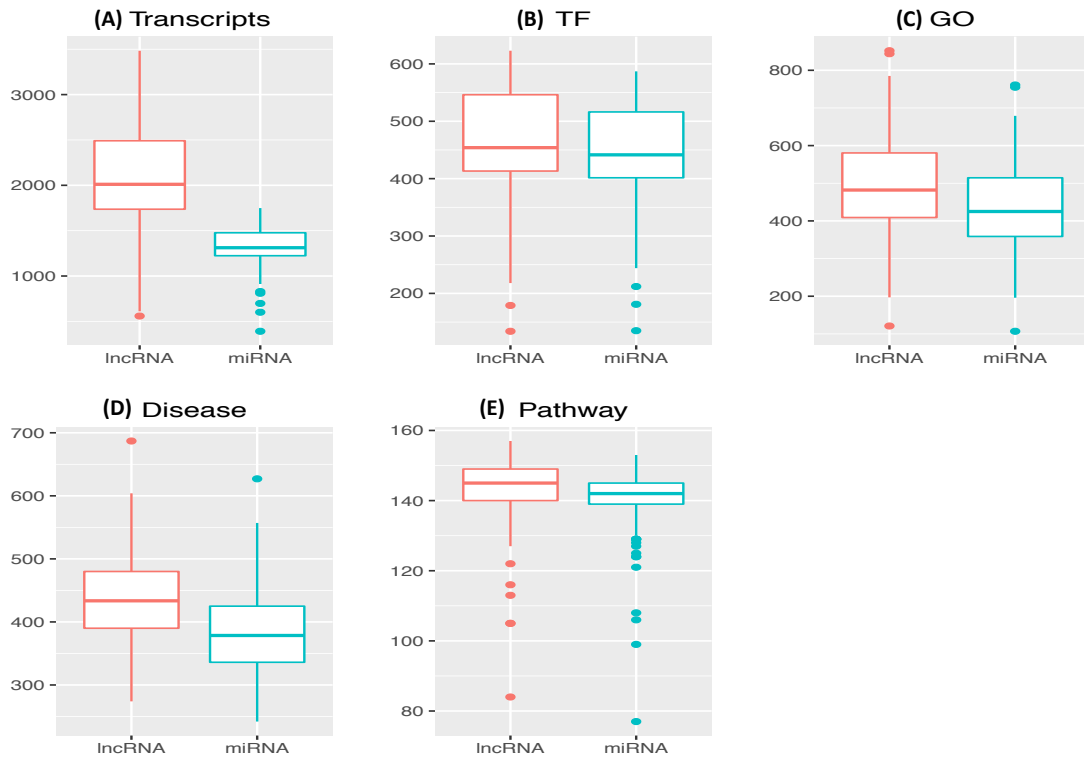 (A) Transcripts
3000
2000
1000
lncRNA miRNA
(B) TF
600
500
400
300
200
lncRNA miRNA
(C) GO
800
600
400
200
lncRNA miRNA
(D) Disease
700
600
500
400
300
lncRNA miRNA
(E) Pathway
160
140
120
100
80
lncRNA miRNA